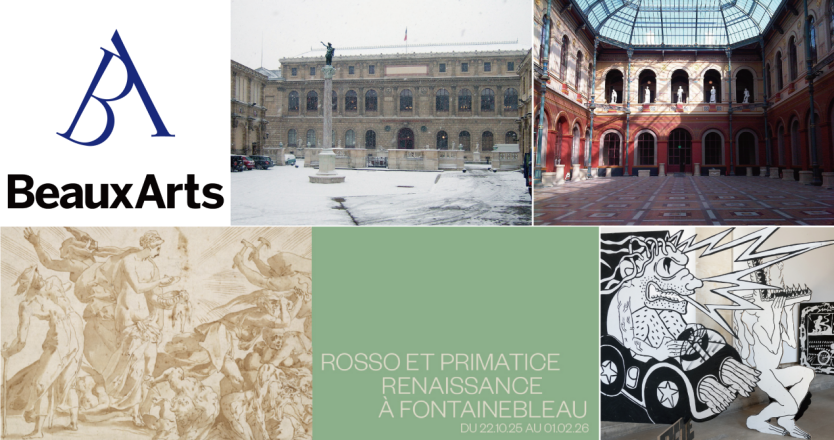 BA
BeauxArts
ROSSO ET PRIMATICE
RENAISSANCE
À FONTAINEBLEAU
DU 22.10.25 AU 01.02.26